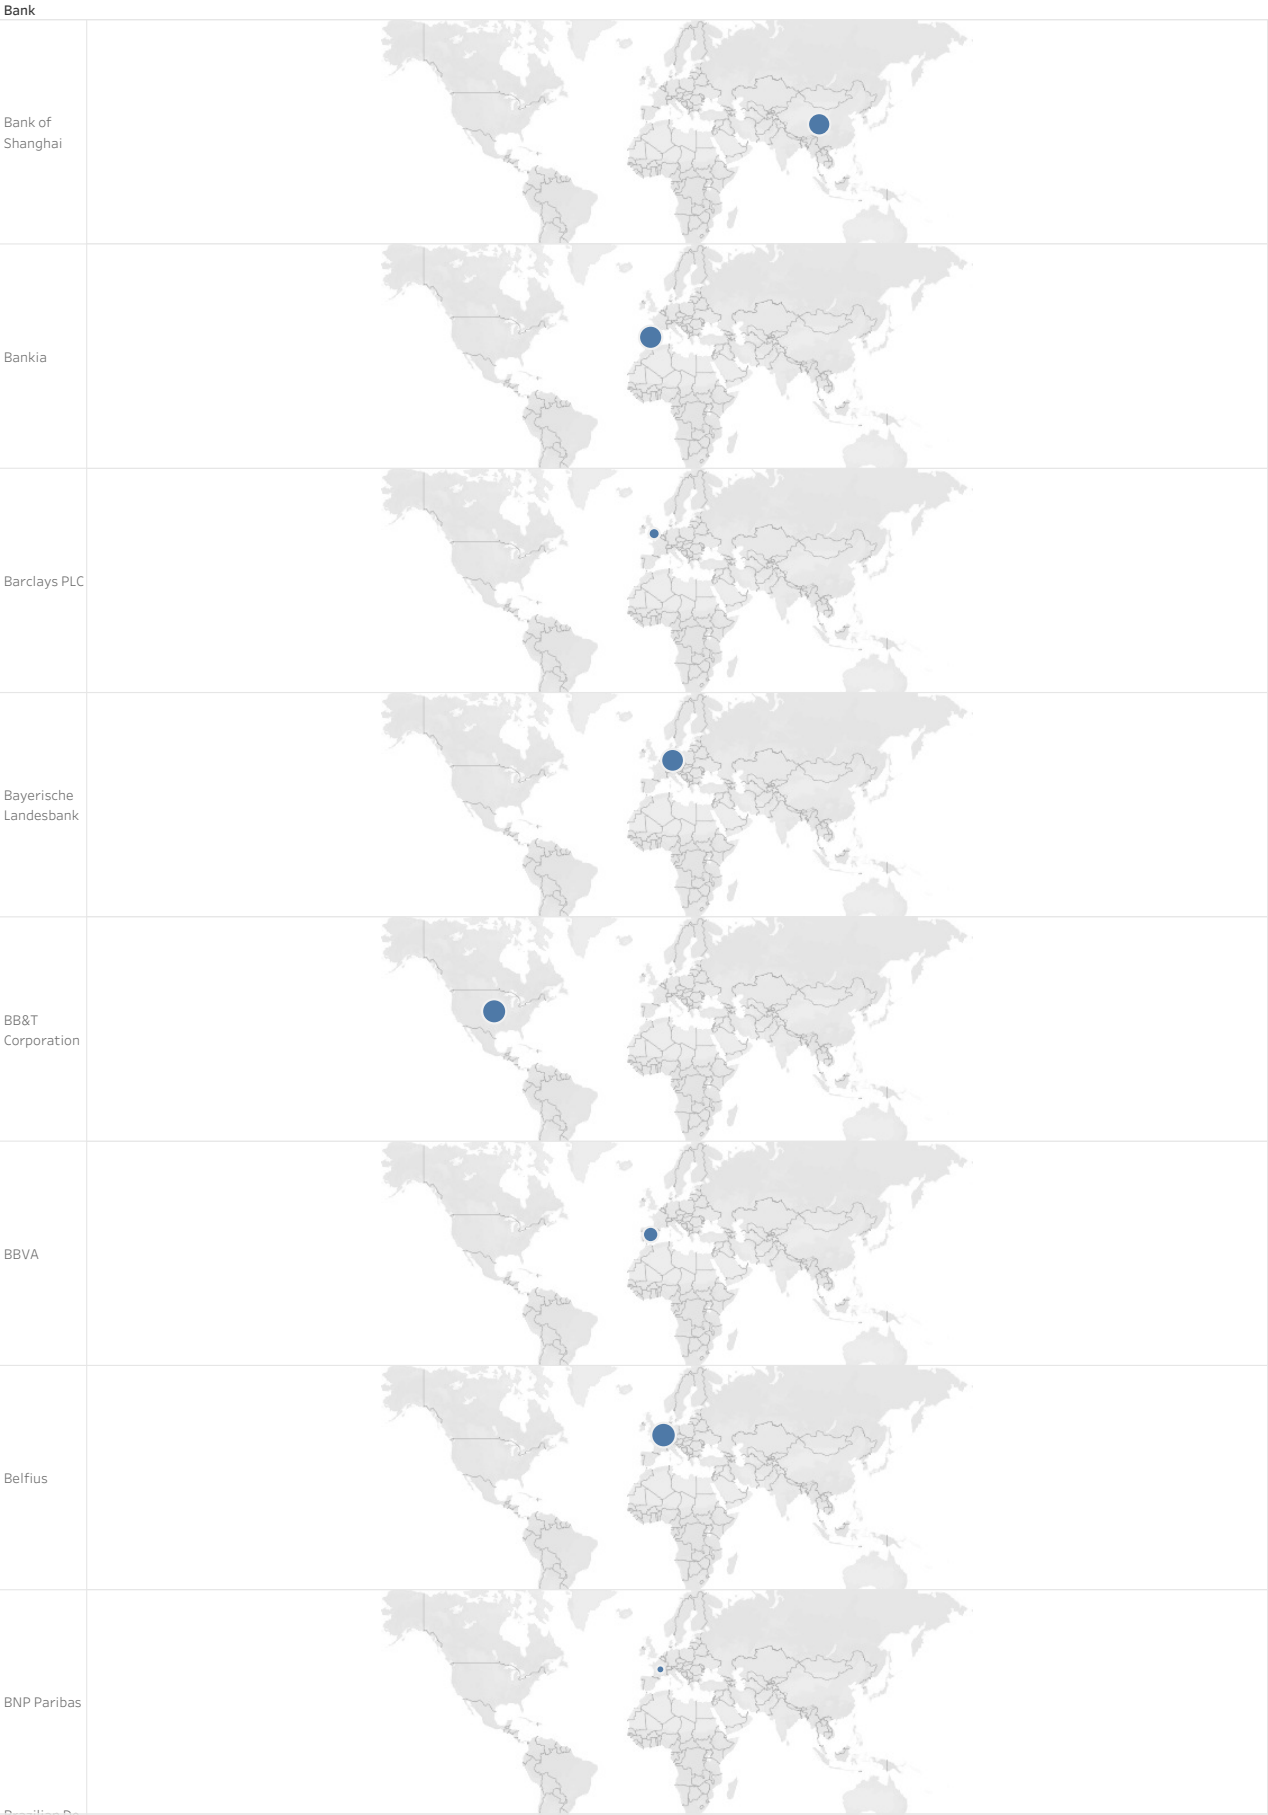 Bank
Bank of
Shanghai
Bankia
Barclays PLC
Bayerische
Landesbank
BB&T
Corporation
BBVA
Belfius
BNP Paribas